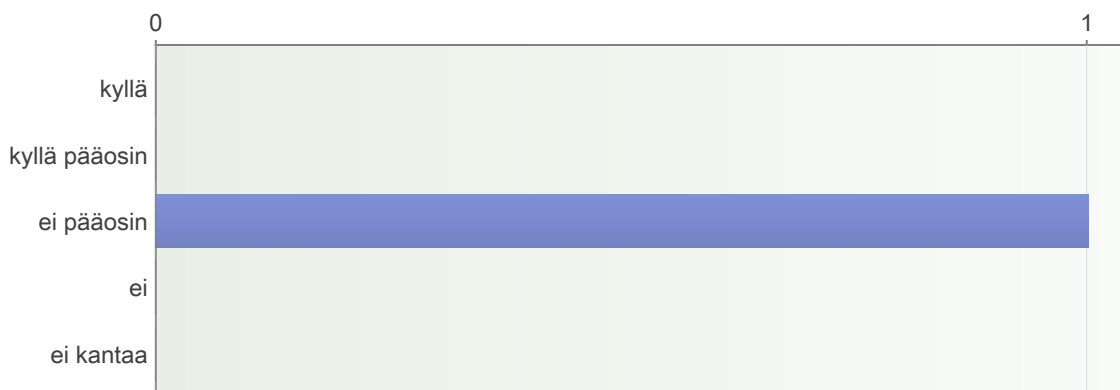 0 1
kyllä
kyllä pääosin
ei pääosin
ei
ei kantaa